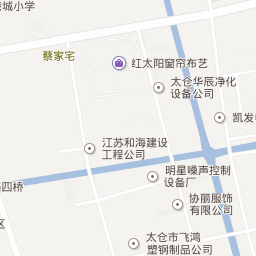 港城小学
蔡家宅
红太阳窗帘布艺
太仓华辰净化
设备公司
凯发
江苏和海建设
工程公司
明星噪声控制
设备厂
路四桥
协丽服饰
有限公司
区
太仓市飞鸿
塑钢制品公司